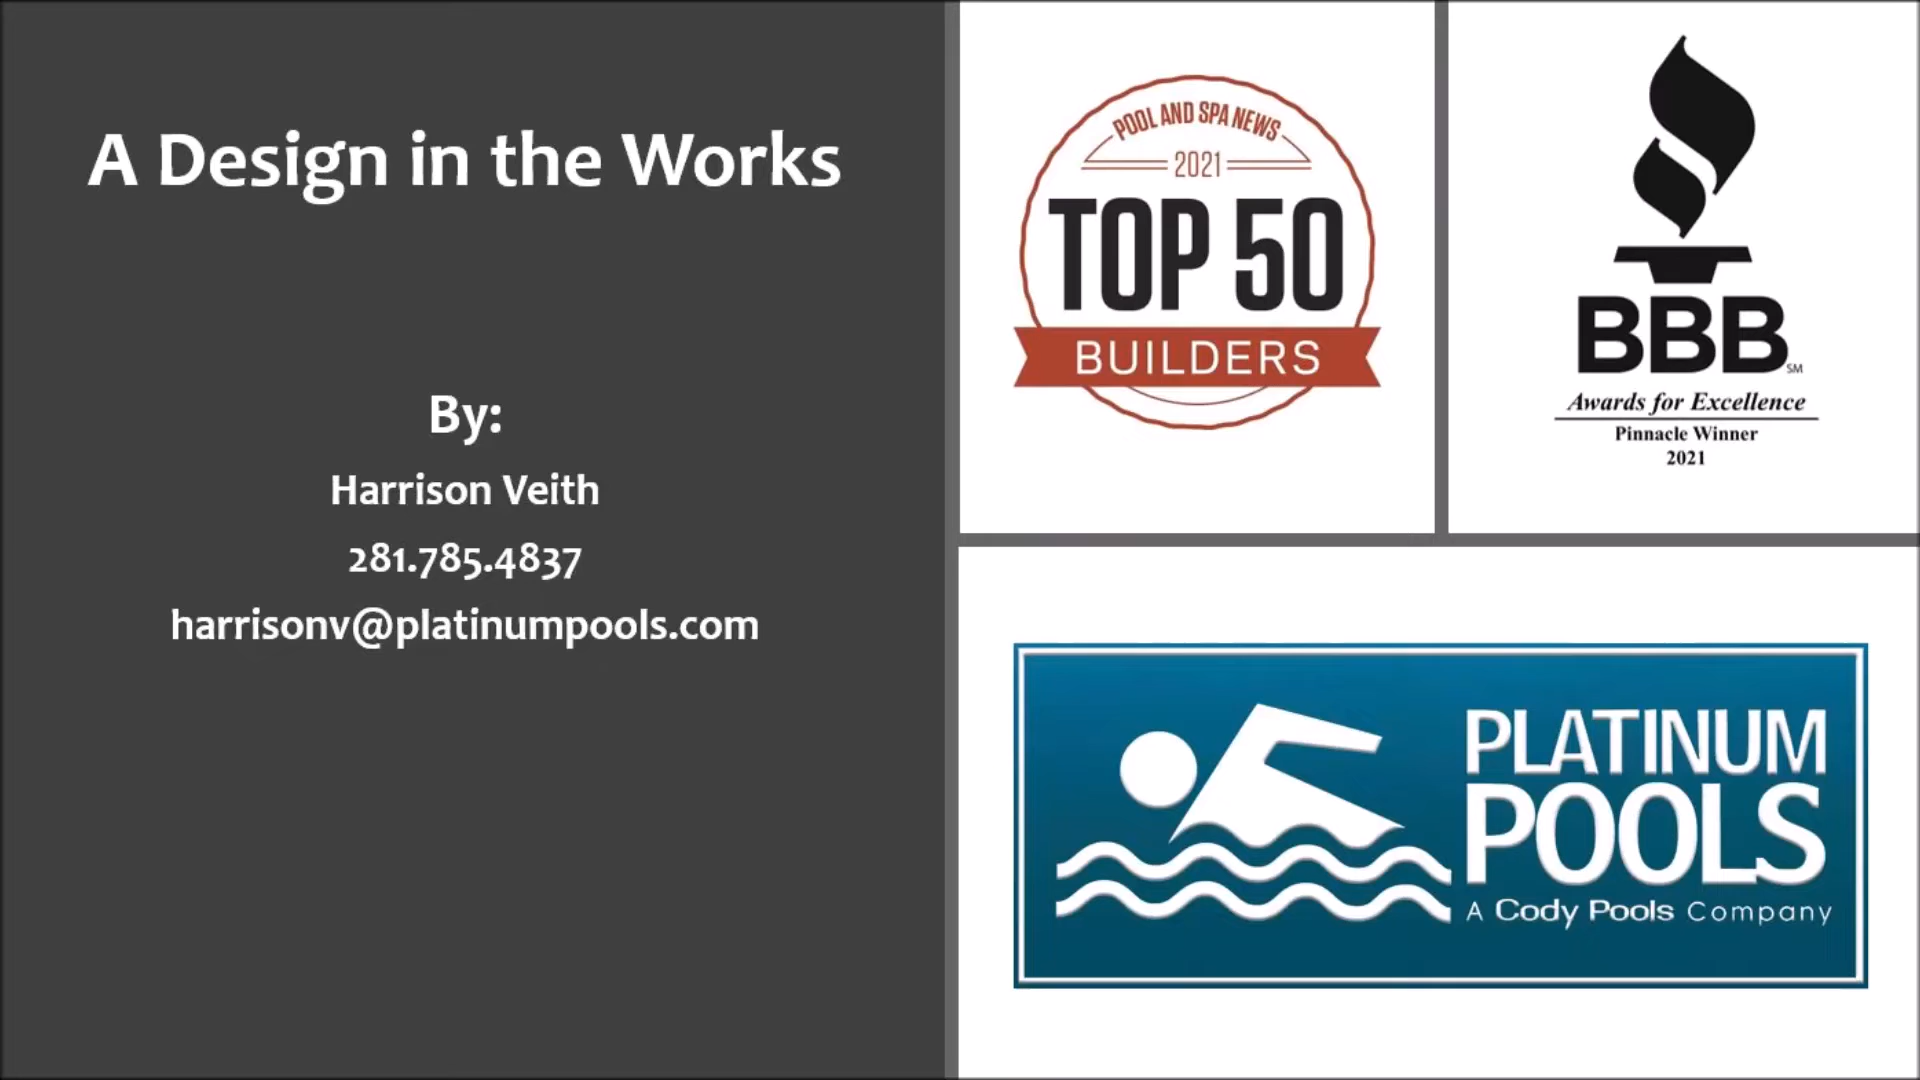 A Design in the Works
By:
Harrison Veith
281.785.4837
harrisonv@platinumpools.com
POOL AND SPA NEWS
2021
TOP 50
BUILDERS
BBB SM
Awards for Excellence
Pinnacle Winner
2021
PLATINUM
POOLS
A Cody Pools Company